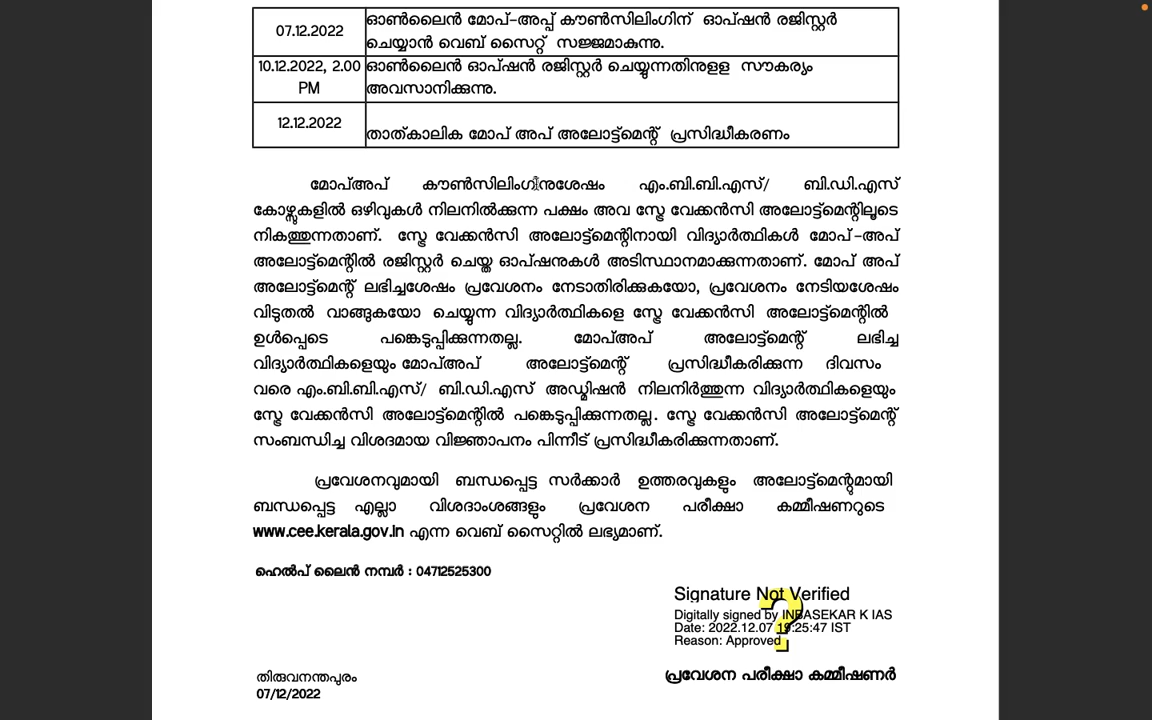 07.12.2022 ഓൺലൈൻ മോപ്-അപ്പ് കൗൺസിലിംഗിന് ഓപ്ഷൻ രജിസ്റ്റർ
ചെയ്യാൻ വെബ് സൈറ്റ് സജ്ജമാകുന്നു.
10.12.2022, 2.00 ഓൺലൈൻ ഓപ്ഷൻ രജിസ്റ്റർ ചെയ്യുന്നതിനുളള സൗകര്യം
PM അവസാനിക്കുന്നു.
12.12.2022
താത്കാലിക മോപ് അപ് അലോട്ട്മെന്റ് പ്രസിദ്ധീകരണം
മോപ്അപ് കൗൺസിലിംഗിനുശേഷം എം.ബി.ബി.എസ്/ ബി.ഡി.എസ്
കോഴ്സുകളിൽ ഒഴിവുകൾ നിലനിൽക്കുന്ന പക്ഷം അവ സ്ട്രേ വേക്കൻസി അലോട്ട്മെന്റിലൂടെ
നികത്തുന്നതാണ്. സ്ട്രേ വേക്കൻസി അലോട്ട്മെന്റിനായി വിദ്യാർത്ഥികൾ മോപ്-അപ്
അലോട്ട്മെന്റിൽ രജിസ്റ്റർ ചെയ്ത ഓപ്ഷനുകൾ അടിസ്ഥാനമാക്കുന്നതാണ്. മോപ് അപ്
അലോട്ട്മെന്റ് ലഭിച്ചശേഷം പ്രവേശനം നേടാതിരിക്കുകയോ, പ്രവേശനം നേടിയശേഷം
വിടുതൽ വാങ്ങുകയോ ചെയ്യുന്ന വിദ്യാർത്ഥികളെ സ്ട്രേ വേക്കൻസി അലോട്ട്മെന്റിൽ
ഉൾപ്പെടെ പങ്കെടുപ്പിക്കുന്നതല്ല. മോപ്അപ് അലോട്ട്മെന്റ് ലഭിച്ച
വിദ്യാർത്ഥികളെയും മോപ്അപ് അലോട്ട്മെന്റ് പ്രസിദ്ധീകരിക്കുന്ന ദിവസം
വരെ എം.ബി.ബി.എസ്/ ബി.ഡി.എസ് അഡ്മിഷൻ നിലനിർത്തുന്ന വിദ്യാർത്ഥികളെയും
സ്ട്രേ വേക്കൻസി അലോട്ട്മെന്റിൽ പങ്കെടുപ്പിക്കുന്നതല്ല. സ്ട്രേ വേക്കൻസി അലോട്ട്മെന്റ്
സംബന്ധിച്ച വിശദമായ വിജ്ഞാപനം പിന്നീട് പ്രസിദ്ധീകരിക്കുന്നതാണ്.
പ്രവേശനവുമായി ബന്ധപ്പെട്ട സർക്കാർ ഉത്തരവുകളും അലോട്ട്മെന്റുമായി
ബന്ധപ്പെട്ട എല്ലാ വിശദാംശങ്ങളും പ്രവേശന പരീക്ഷാ കമ്മീഷണറുടെ
www.cee.kerala.gov.in എന്ന വെബ് സൈറ്റിൽ ലഭ്യമാണ്.
ഹെൽപ് ലൈൻ നമ്പർ : 04712525300
Signature Not Verified
Digitally signed by INBASEKAR K IAS
Date: 2022.12.07 19:25:47 IST
Reason: Approved
തിരുവനന്തപുരം
പ്രവേശന പരീക്ഷാ കമ്മീഷണർ
07/12/2022